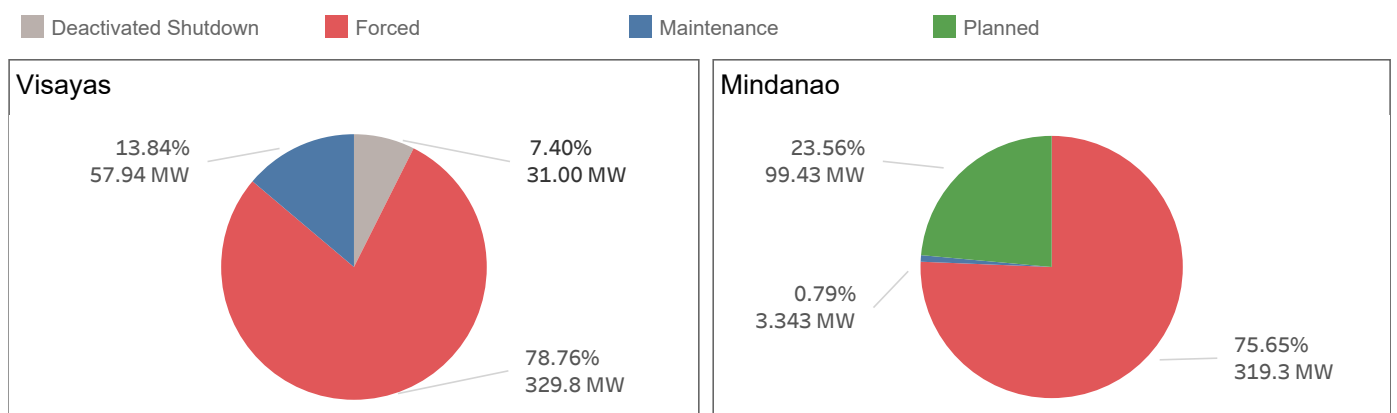 Deactivated Shutdown
Forced
Maintenance
Planned
Visayas
13.84%
57.94 MW
7.40%
31.00 MW
78.76%
329.8 MW
Mindanao
23.56%
99.43 MW
0.79%
3.343 MW
75.65%
319.3 MW